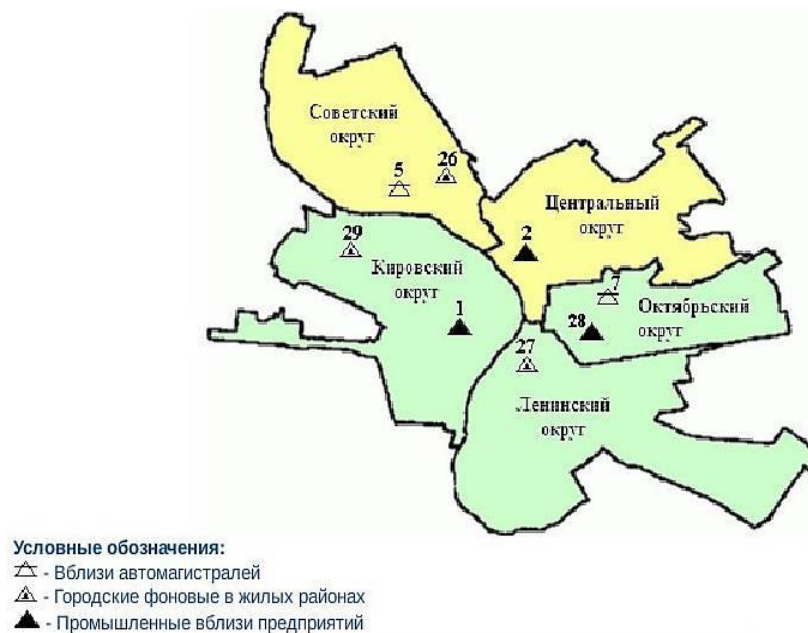 Советский
округ
5
26
Центральный
округ
2
29
Кировский
округ
1
7
Октябрьский
округ
28
27
Ленинский
округ
Условные обозначения:
- Вблизи автомагистралей
- Городские фоновые в жилых районах
- Промышленные вблизи предприятий